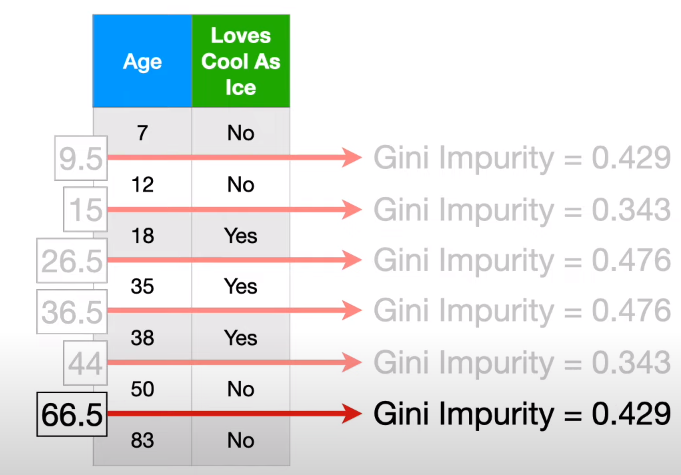 Age
Loves
Cool As
Ice
7 No
9.5 Gini Impurity = 0.429
12 No
15 Gini Impurity = 0.343
18 Yes
26.5 Gini Impurity = 0.476
35 Yes
36.5 Gini Impurity = 0.476
38 Yes
44 Gini Impurity = 0.343
50 No
66.5 Gini Impurity = 0.429
83 No